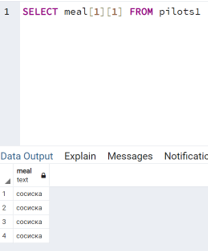 1 SELECT meal[1][1] FROM pilots1
Data Output Explain Messages Notificatio
meal
text
1 сосиска
2 сосиска
3 сосиска
4 сосиска